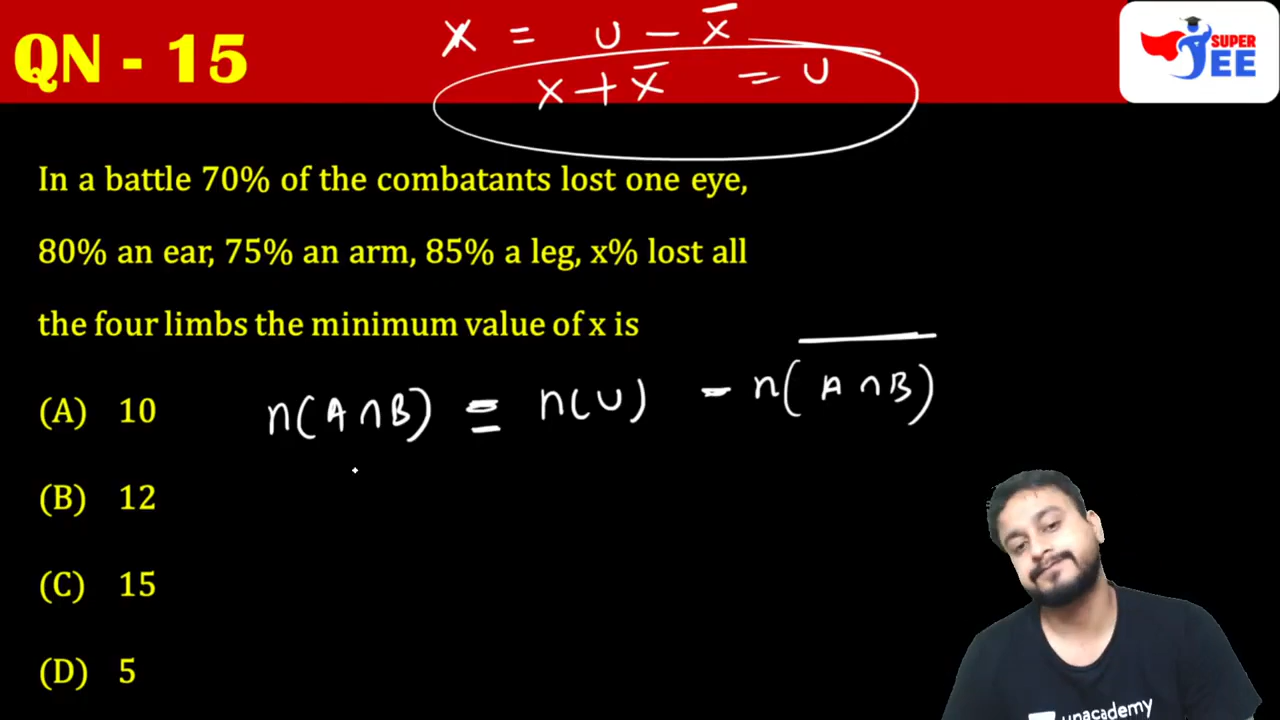 QN - 15
x = U - x̅
x + x̅ = U
SUPER
JEE
In a battle 70% of the combatants lost one eye,
80% an ear, 75% an arm, 85% a leg, x% lost all
the four limbs the minimum value of x is
(A) 10
n(A∩B) = n(U) - n(A̅ ̅∩̅ ̅B̅)
(B) 12
(C) 15
(D) 5
unacademy